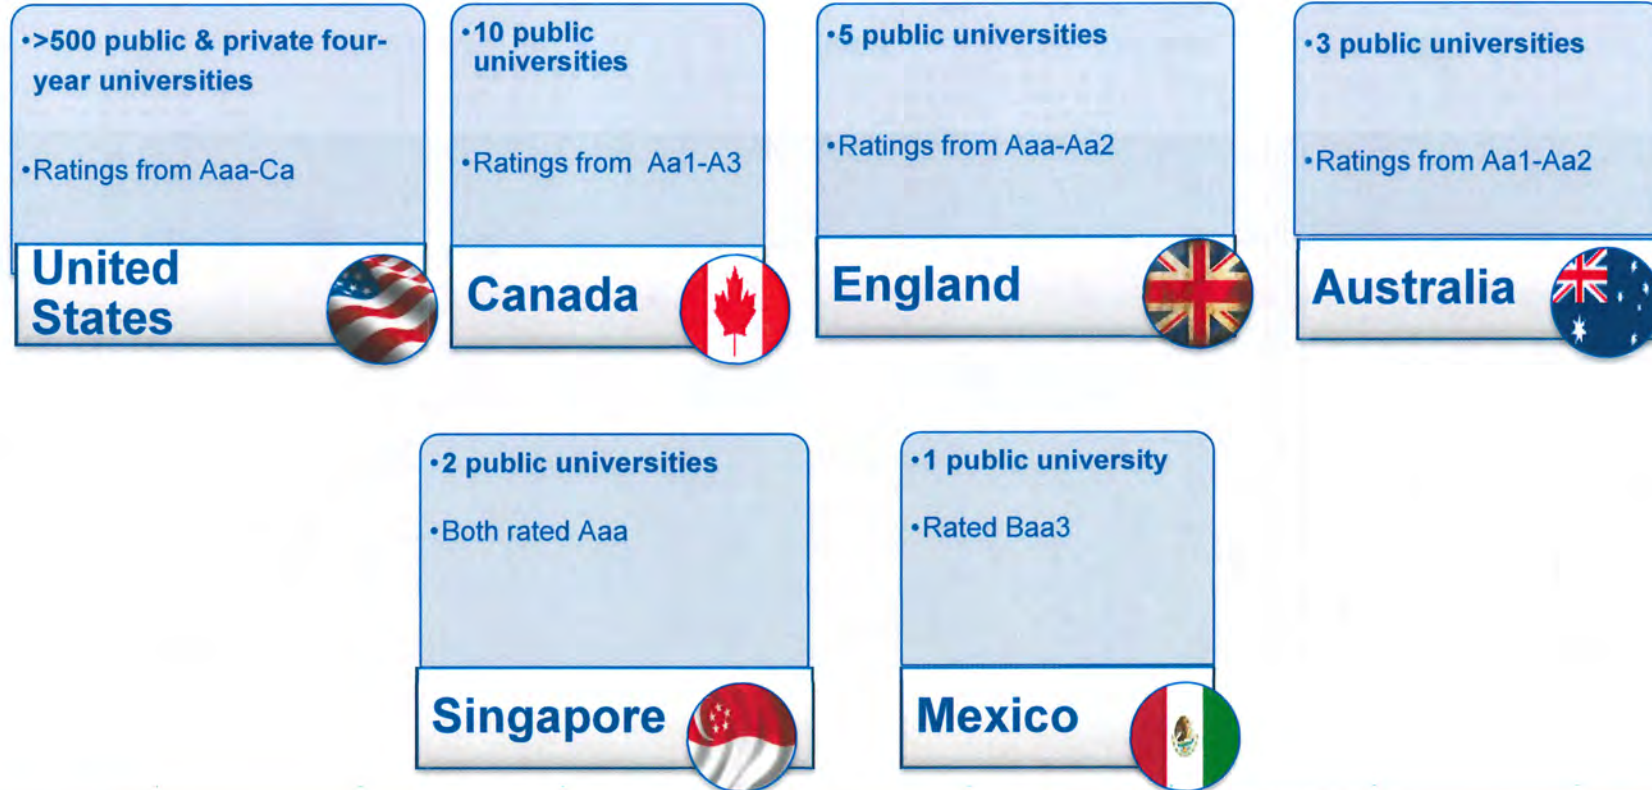 •>500 public & private four-
year universities
•Ratings from Aaa-Ca
United
States
•10 public
universities
•Ratings from Aa1-A3
Canada
•5 public universities
•Ratings from Aaa-Aa2
England
•3 public universities
•Ratings from Aa1-Aa2
Australia
•2 public universities
•Both rated Aaa
Singapore
•1 public university
•Rated Baa3
Mexico